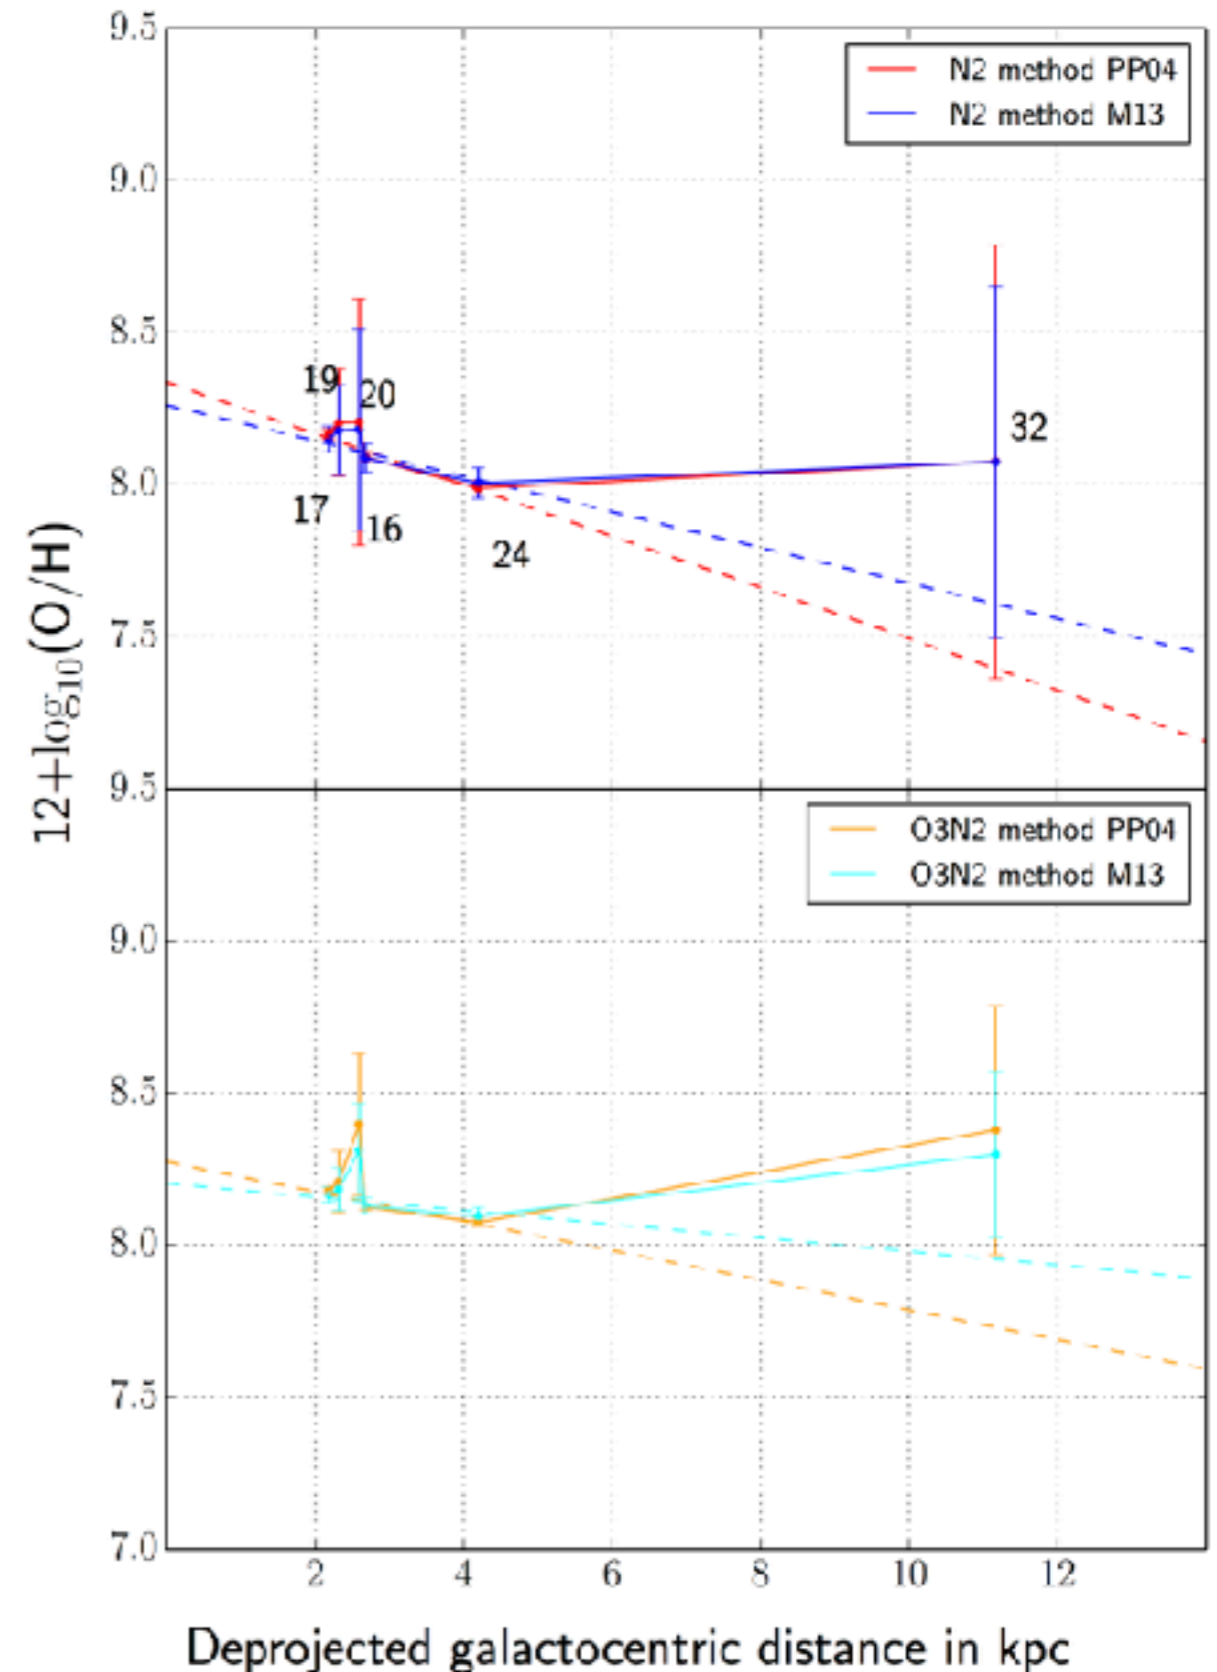 9.5
N2 method PP04
N2 method M13
9.0
8.5
19
20
32
8.0
17
16
24
7.5
12+log10(O/H)
9.5
O3N2 method PP04
O3N2 method M13
9.0
8.5
8.0
7.5
7.0
2 4 6 8 10 12
Deprojected galactocentric distance in kpc